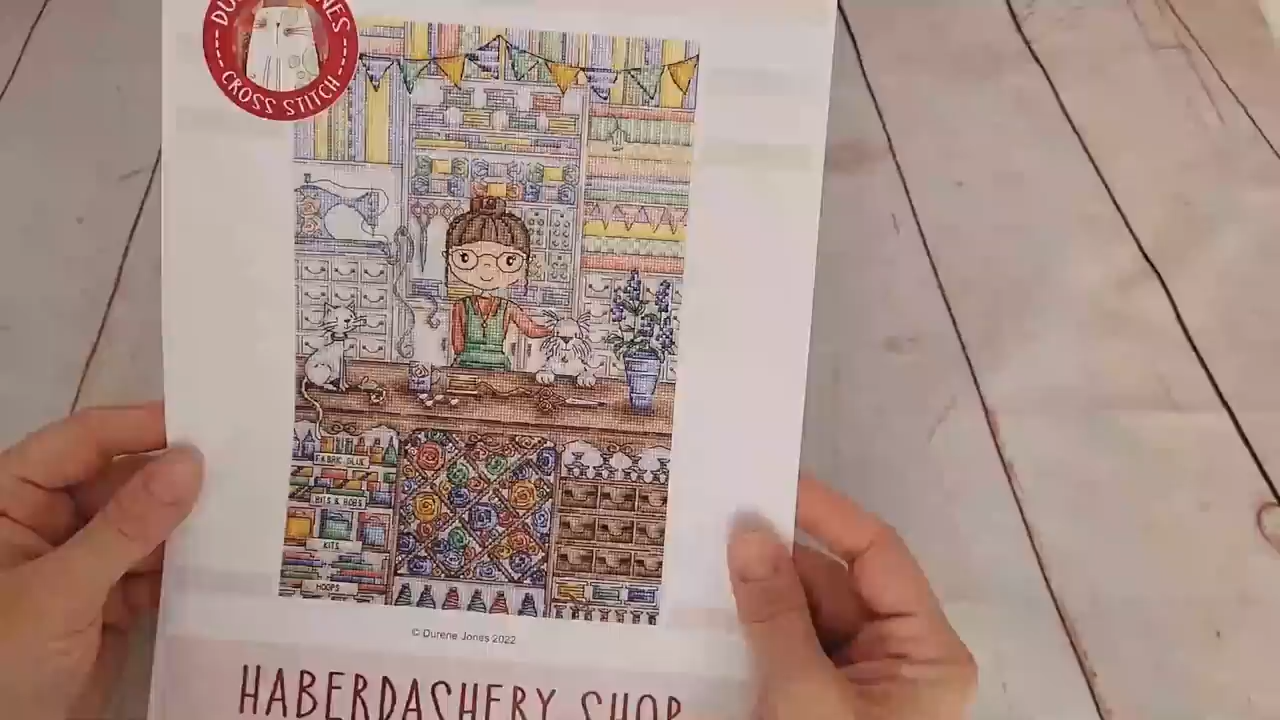 CROSS STITCH
FABRIC GLUE
BITS & BOBS
KITS
HOOPS
© Durene Jones 2022
HABERDASHERY SHOP